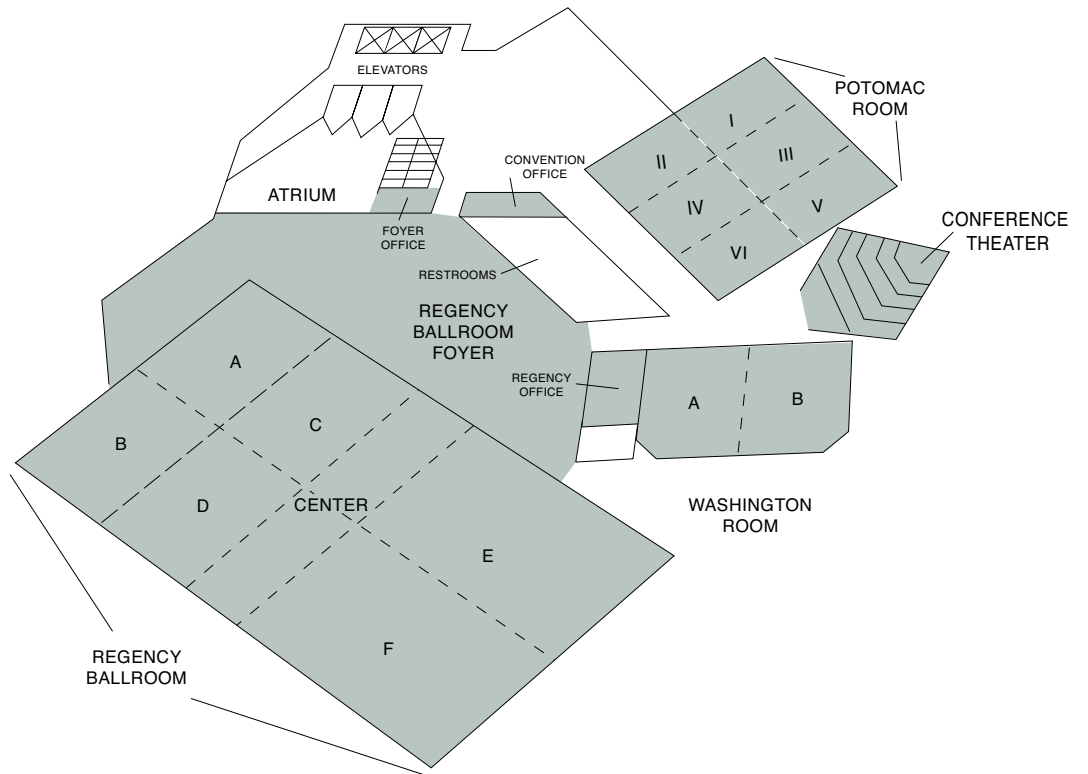 ELEVATORS
POTOMAC
ROOM
I
II
III
CONVENTION
OFFICE
ATRIUM
IV
V
FOYER
OFFICE
CONFERENCE
THEATER
VI
RESTROOMS
REGENCY
BALLROOM
FOYER
A
REGENCY
OFFICE
A
B
C
B
D
CENTER
WASHINGTON
ROOM
E
F
REGENCY
BALLROOM